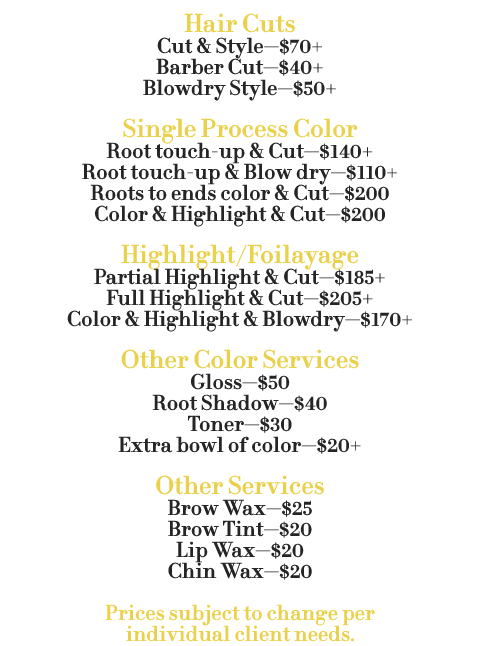 Hair Cuts
Cut & Style—$70+
Barber Cut—$40+
Blowdry Style—$50+
Single Process Color
Root touch-up & Cut—$140+
Root touch-up & Blow dry—$110+
Roots to ends color & Cut—$200
Color & Highlight & Cut—$200
Highlight/Foilayage
Partial Highlight & Cut—$185+
Full Highlight & Cut—$205+
Color & Highlight & Blowdry—$170+
Other Color Services
Gloss—$50
Root Shadow—$40
Toner—$30
Extra bowl of color—$20+
Other Services
Brow Wax—$25
Brow Tint—$20
Lip Wax—$20
Chin Wax—$20
Prices subject to change per
individual client needs.